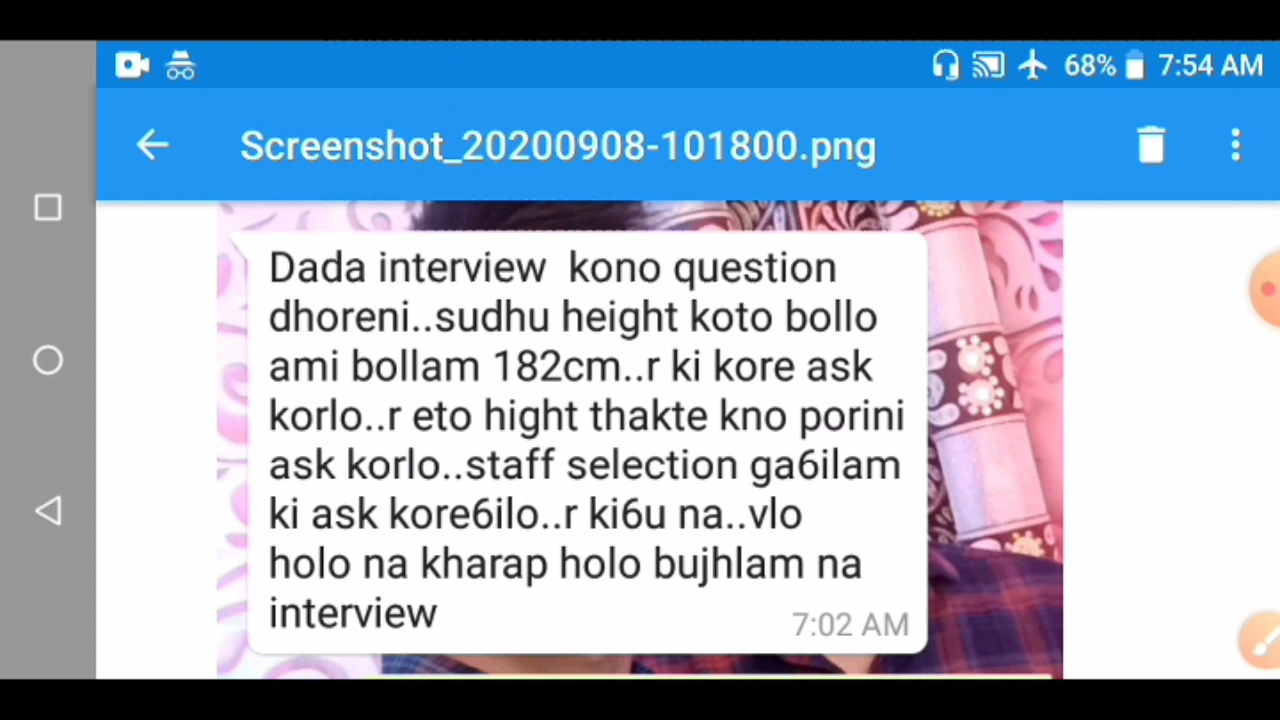 68% 7:54 AM
Screenshot_20200908-101800.png
Dada interview kono question
dhoreni..sudhu height koto bollo
ami bollam 182cm..r ki kore ask
korlo..r eto hight thakte kno porini
ask korlo..staff selection ga6ilam
ki ask kore6ilo..r ki6u na..vlo
holo na kharap holo bujhlam na
interview
7:02 AM